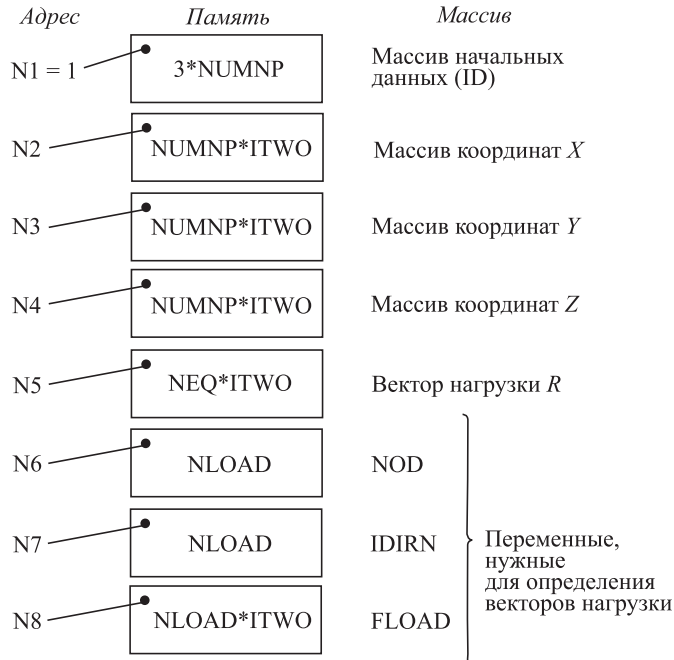 Адрес Память Массив
N1 = 1 3*NUMNP Массив начальных
данных (ID)
N2 NUMNP*ITWO Массив координат X
N3 NUMNP*ITWO Массив координат Y
N4 NUMNP*ITWO Массив координат Z
N5 NEQ*ITWO Вектор нагрузки R
N6 NLOAD NOD
N7 NLOAD IDIRN
Переменные,
нужные
для определения
векторов нагрузки
N8 NLOAD*ITWO FLOAD